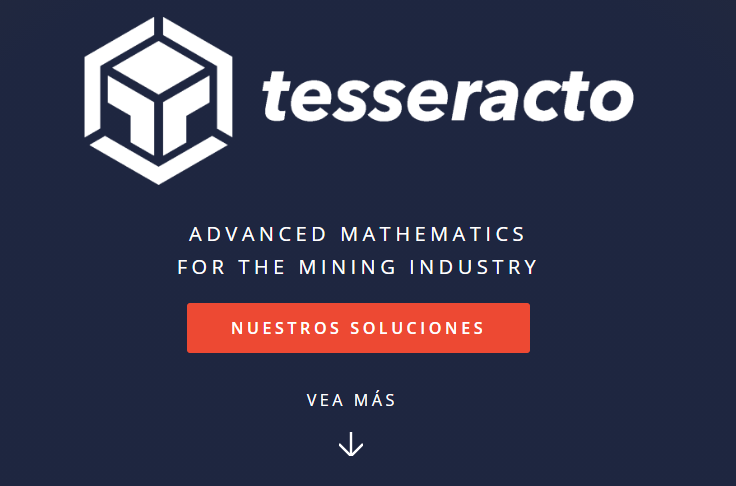 tesseracto
ADVANCED MATHEMATICS
FOR THE MINING INDUSTRY
NUESTROS SOLUCIONES
VEA MÁS